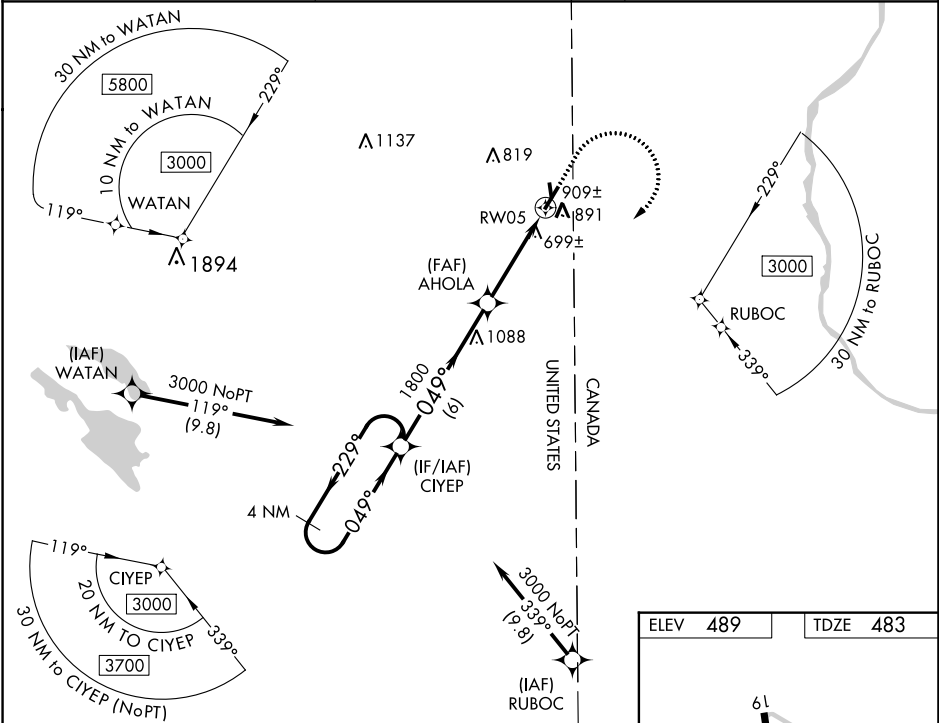 30 NM to WATAN
5800
229°
10 NM to WATAN
3000
WATAN
119°
1894
1137
819
909±
891
RW05
699±
(FAF)
AHOLA
1088
229°
3000
RUBOC
339°
30 NM to RUBOC
(IAF)
WATAN
3000 NoPT
119°
(9.8)
1800
049°
(6)
UNITED STATES
CANADA
(IF/IAF)
CIYEP
229°
049°
4 NM
119°
CIYEP
3000
20 NM TO CIYEP
339°
3700
30 NM to CIYEP (NoPT)
3000 NoPT
339°
(9.8)
(IAF)
RUBOC
ELEV 489
TDZE 483
19